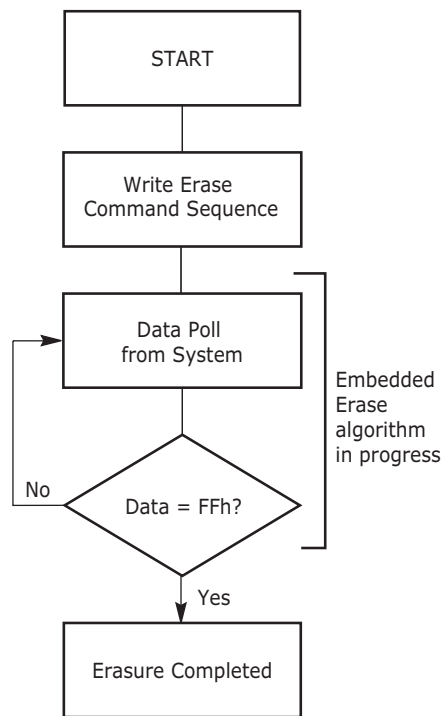 START
Write Erase
Command Sequence
Data Poll
from System
Embedded
Erase
algorithm
in progress
No
Data = FFh?
Yes
Erasure Completed